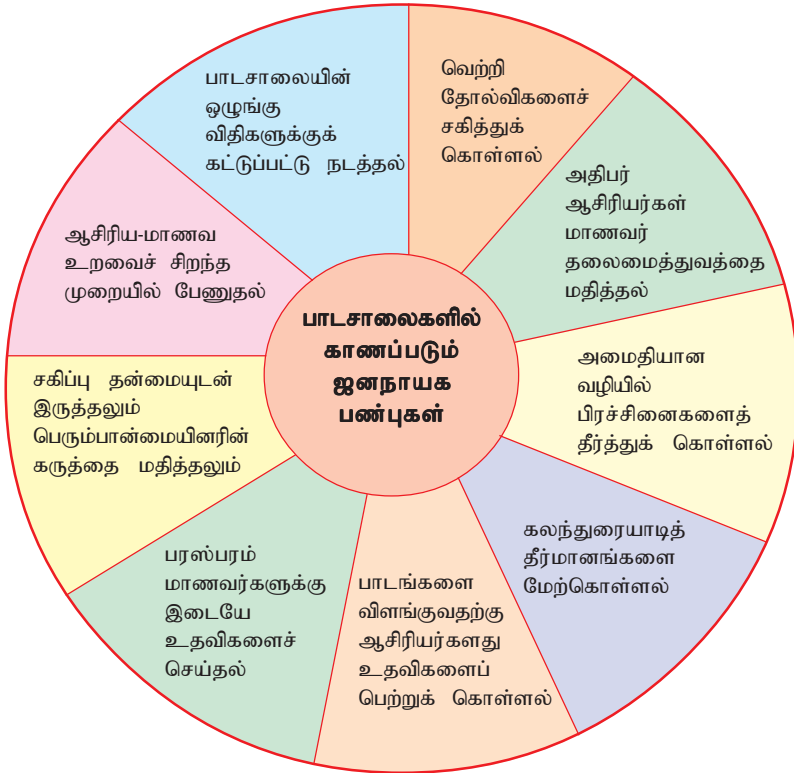 பாடசாலைகளில்
காணப்படும்
ஜனநாயக
பண்புகள்
வெற்றி
தோல்விகளைச்
சகித்துக்
கொள்ளல்
அதிபர்
ஆசிரியர்கள்
மாணவர்
தலைமைத்துவத்தை
மதித்தல்
அமைதியான
வழியில்
பிரச்சினைகளைத்
தீர்த்துக் கொள்ளல்
கலந்துரையாடித்
தீர்மானங்களை
மேற்கொள்ளல்
பாடங்களை
விளங்குவதற்கு
ஆசிரியர்களது
உதவிகளைப்
பெற்றுக் கொள்ளல்
பரஸ்பரம்
மாணவர்களுக்கு
இடையே
உதவிகளைச்
செய்தல்
சகிப்பு தன்மையுடன்
இருத்தலும்
பெரும்பான்மையினரின்
கருத்தை மதித்தலும்
ஆசிரிய-மாணவ
உறவைச் சிறந்த
முறையில் பேணுதல்
பாடசாலையின்
ஒழுங்கு
விதிகளுக்குக்
கட்டுப்பட்டு நடத்தல்